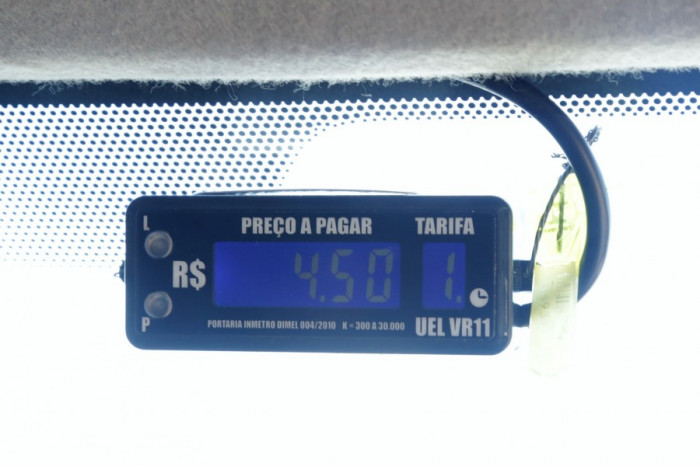 L PREÇO A PAGAR TARIFA
R$ 4.50 1.
P PORTARIA INMETRO DIMEL 004/2010 K = 300 A 30.000 UEL VR11